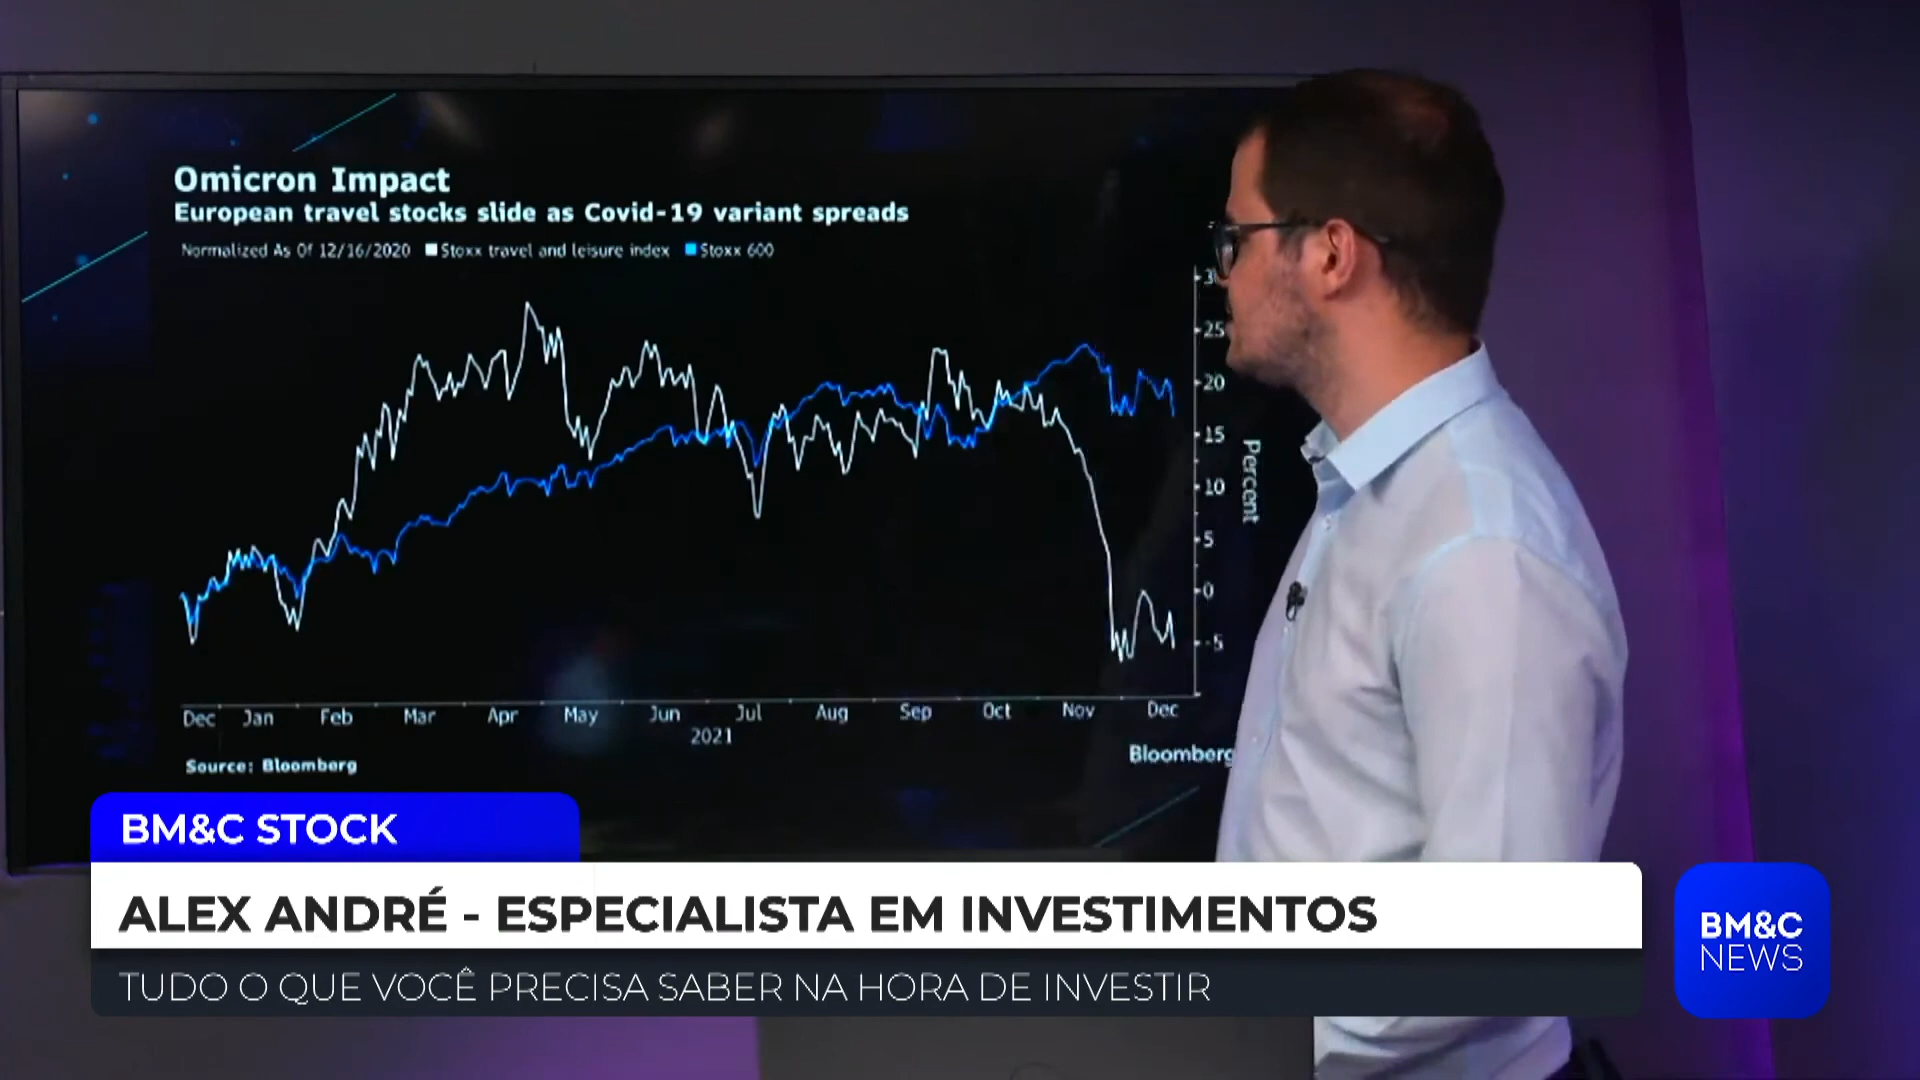 Omicron Impact
European travel stocks slide as Covid-19 variant spreads
Normalized As Of 12/16/2020 Stoxx travel and leisure index Stoxx 600
25
20
15
10
5
0
-5
Percent
Dec Jan Feb Mar Apr May Jun Jul Aug Sep Oct Nov Dec
2021
Source: Bloomberg
Bloomberg
BM&C STOCK
ALEX ANDRÉ - ESPECIALISTA EM INVESTIMENTOS
TUDO O QUE VOCÊ PRECISA SABER NA HORA DE INVESTIR
BM&C
NEWS